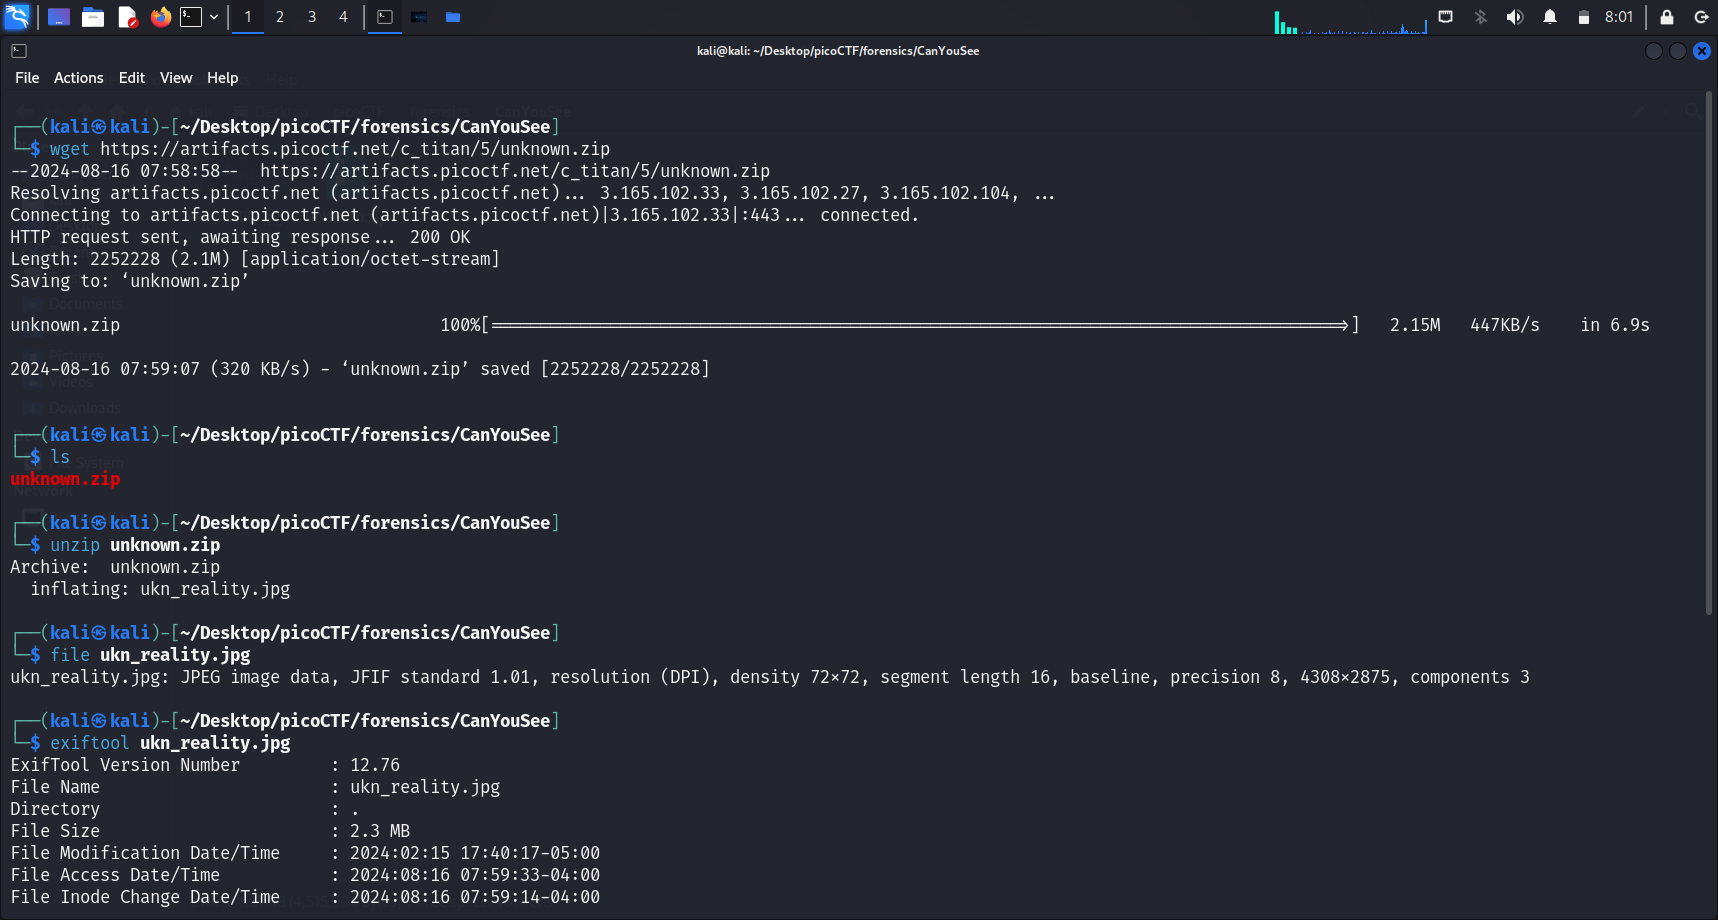 1 2 3 4 8:01
kali@kali: ~/Desktop/picoCTF/forensics/CanYouSee
File Actions Edit View Help
┌──(kali㉿kali)-[~/Desktop/picoCTF/forensics/CanYouSee]
└─$ wget https://artifacts.picoctf.net/c_titan/5/unknown.zip
--2024-08-16 07:58:58--  https://artifacts.picoctf.net/c_titan/5/unknown.zip
Resolving artifacts.picoctf.net (artifacts.picoctf.net)... 3.165.102.33, 3.165.102.27, 3.165.102.104, ...
Connecting to artifacts.picoctf.net (artifacts.picoctf.net)|3.165.102.33|:443... connected.
HTTP request sent, awaiting response... 200 OK
Length: 2252228 (2.1M) [application/octet-stream]
Saving to: ‘unknown.zip’
Documents
unknown.zip 100%[=====================================================================================>] 2.15M 447KB/s in 6.9s
Pictures
2024-08-16 07:59:07 (320 KB/s) - ‘unknown.zip’ saved [2252228/2252228]
Videos
Downloads
┌──(kali㉿kali)-[~/Desktop/picoCTF/forensics/CanYouSee]
└─$ ls
File System
unknown.zip
Network
┌──(kali㉿kali)-[~/Desktop/picoCTF/forensics/CanYouSee]
└─$ unzip unknown.zip
Archive:  unknown.zip
  inflating: ukn_reality.jpg
┌──(kali㉿kali)-[~/Desktop/picoCTF/forensics/CanYouSee]
└─$ file ukn_reality.jpg
ukn_reality.jpg: JPEG image data, JFIF standard 1.01, resolution (DPI), density 72×72, segment length 16, baseline, precision 8, 4308×2875, components 3
┌──(kali㉿kali)-[~/Desktop/picoCTF/forensics/CanYouSee]
└─$ exiftool ukn_reality.jpg
ExifTool Version Number         : 12.76
File Name                       : ukn_reality.jpg
Directory                       : .
File Size                       : 2.3 MB
File Modification Date/Time     : 2024:02:15 17:40:17-05:00
File Access Date/Time           : 2024:08:16 07:59:33-04:00
File Inode Change Date/Time     : 2024:08:16 07:59:14-04:00